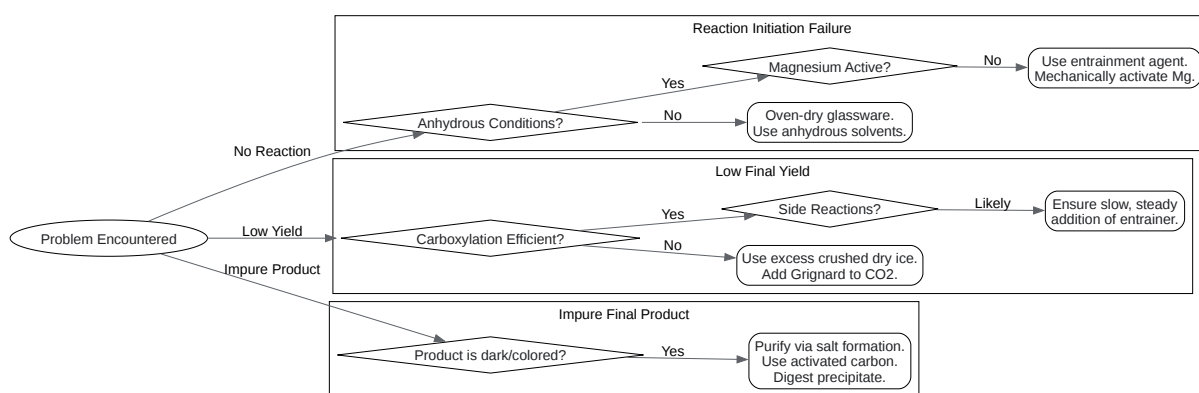 Reaction Initiation Failure
Magnesium Active?
No
Use entrainment agent.
Mechanically activate Mg.
Yes
Anhydrous Conditions?
No
Oven-dry glassware.
Use anhydrous solvents.
No Reaction
Low Final Yield
Side Reactions?
Likely
Ensure slow, steady
addition of entrainer.
Yes
Problem Encountered
Low Yield
Carboxylation Efficient?
No
Use excess crushed dry ice.
Add Grignard to CO2.
Impure Product
Impure Final Product
Product is dark/colored?
Yes
Purify via salt formation.
Use activated carbon.
Digest precipitate.